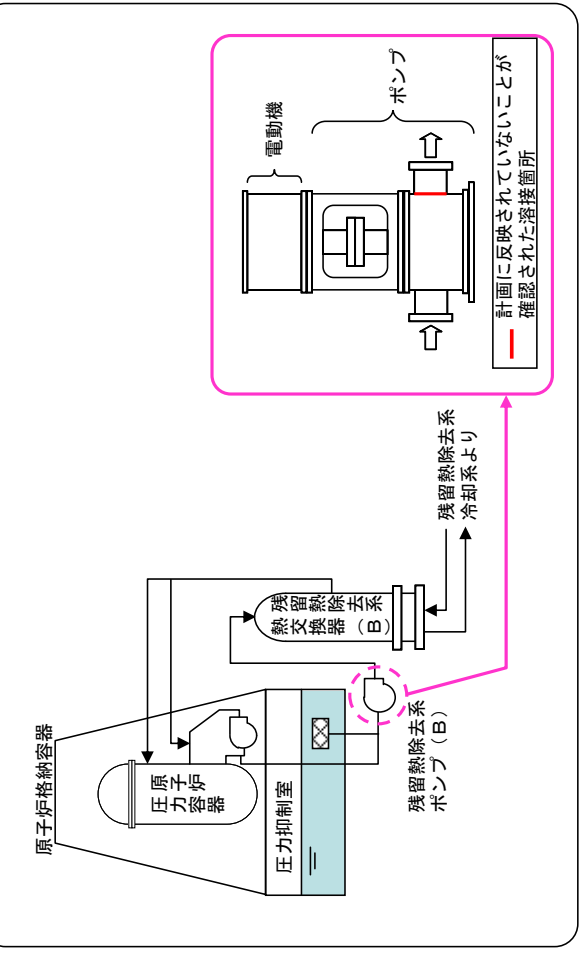 原子炉格納容器
原子炉
圧力容器
圧力抑制室
残留熱除去系
熱交換器（B）
残留熱除去系
ポンプ（B）
残留熱除去系
冷却系より
電動機
ポンプ
計画に反映されていないことが
確認された溶接箇所